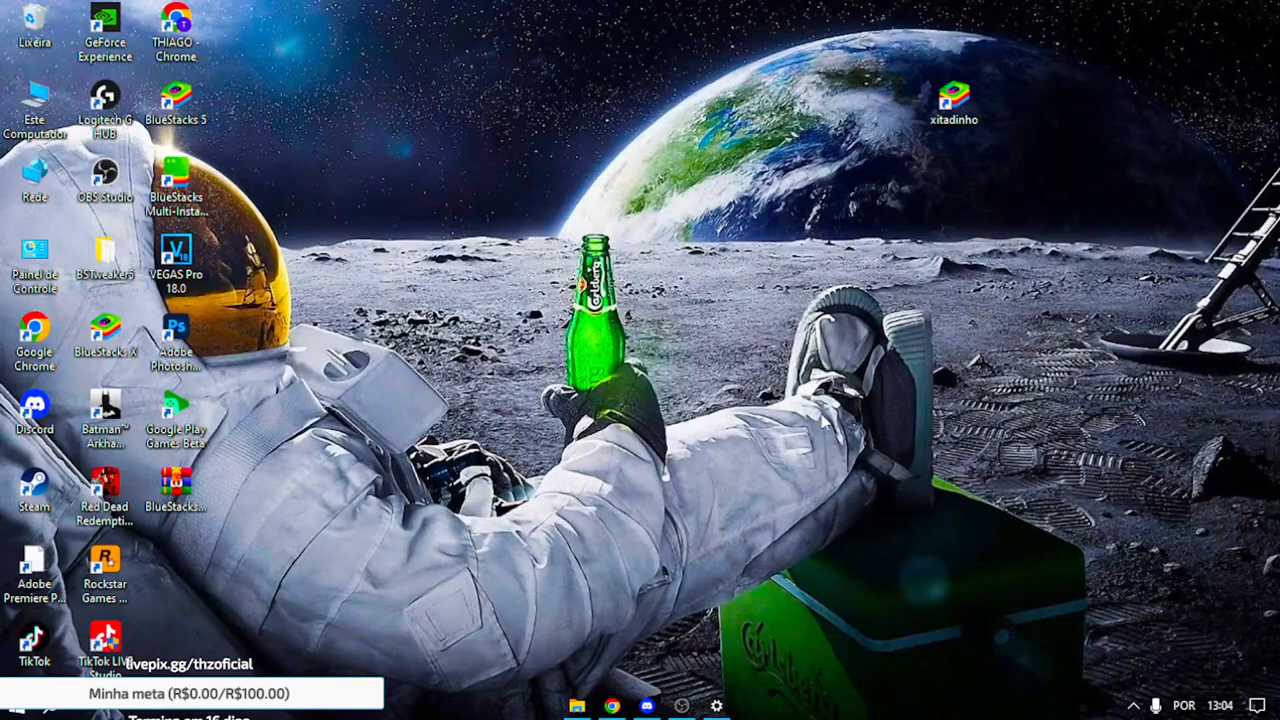 Lixeira
GeForce
Experience
THIAGO -
Chrome
Este
Computador
Logitech G
HUB
BlueStacks 5
xitadinho
Rede
OBS Studio
BlueStacks
Multi-Insta...
Painel de
Controle
BSTweaker5
VEGAS Pro
18.0
Google
Chrome
BlueStacks X
Adobe
Photosh...
Discord
Batman™
Arkha...
Google Play
Games Beta
Steam
Red Dead
Redempti...
BlueStacks...
Adobe
Premiere P...
Rockstar
Games ...
TikTok
TikTok LIVE
Studio
livepix.gg/thzoficial
Minha meta (R$0.00/R$100.00)
Termina em 16 dias
Carlsberg
Carlsberg
POR
13:04